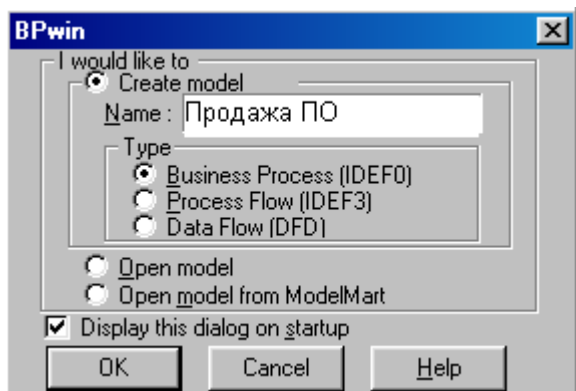 BPwin
I would like to
Create model
Name : Продажа ПО
Type
Business Process (IDEF0)
Process Flow (IDEF3)
Data Flow (DFD)
Open model
Open model from ModelMart
Display this dialog on startup
OK Cancel Help